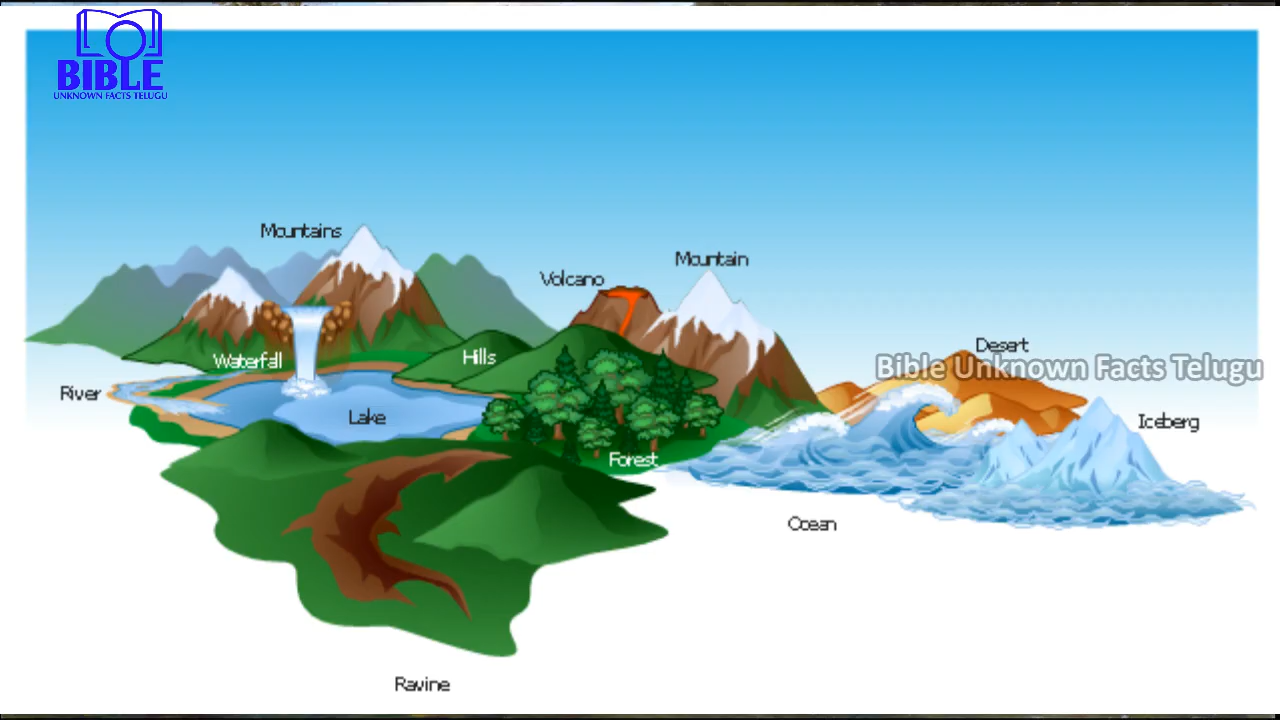 BIBLE
UNKNOWN FACTS TELUGU
Mountains
Mountain
Volcano
Desert
Waterfall
Hills
Bible Unknown Facts Telugu
River
Lake
Iceberg
Forest
Ocean
Ravine